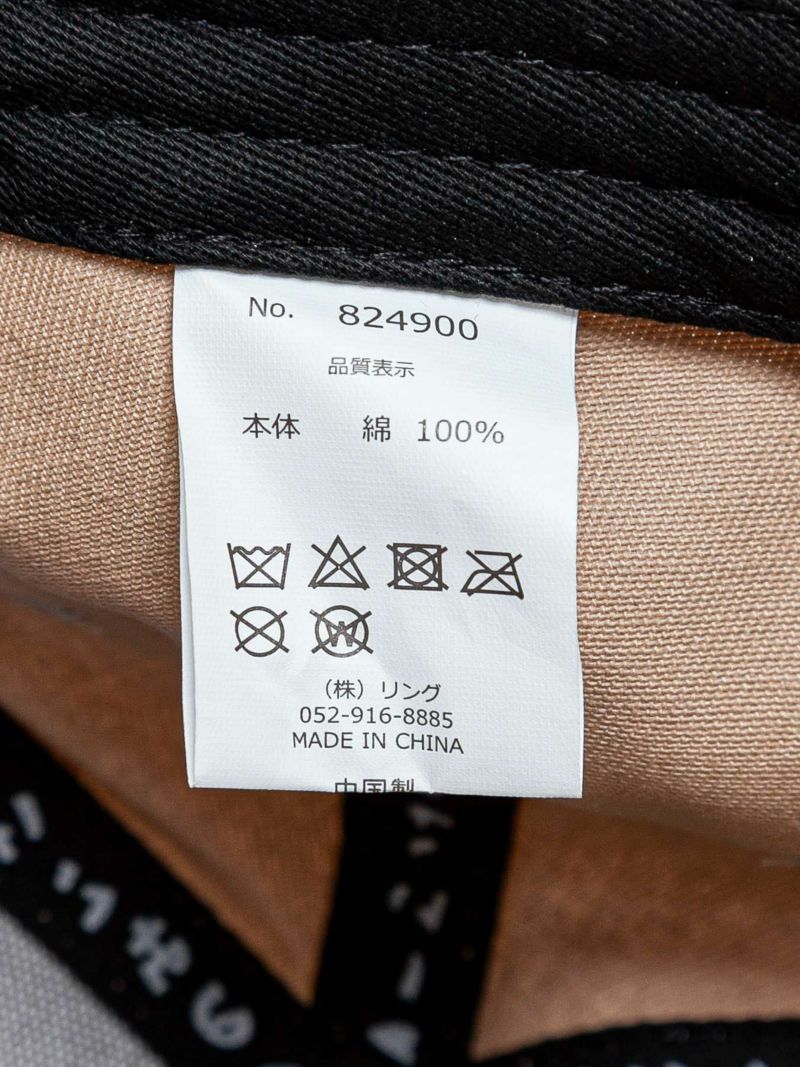 No. 824900
品質表示
本体 綿 100%
W
（株）リング
052-916-8885
MADE IN CHINA
中国製